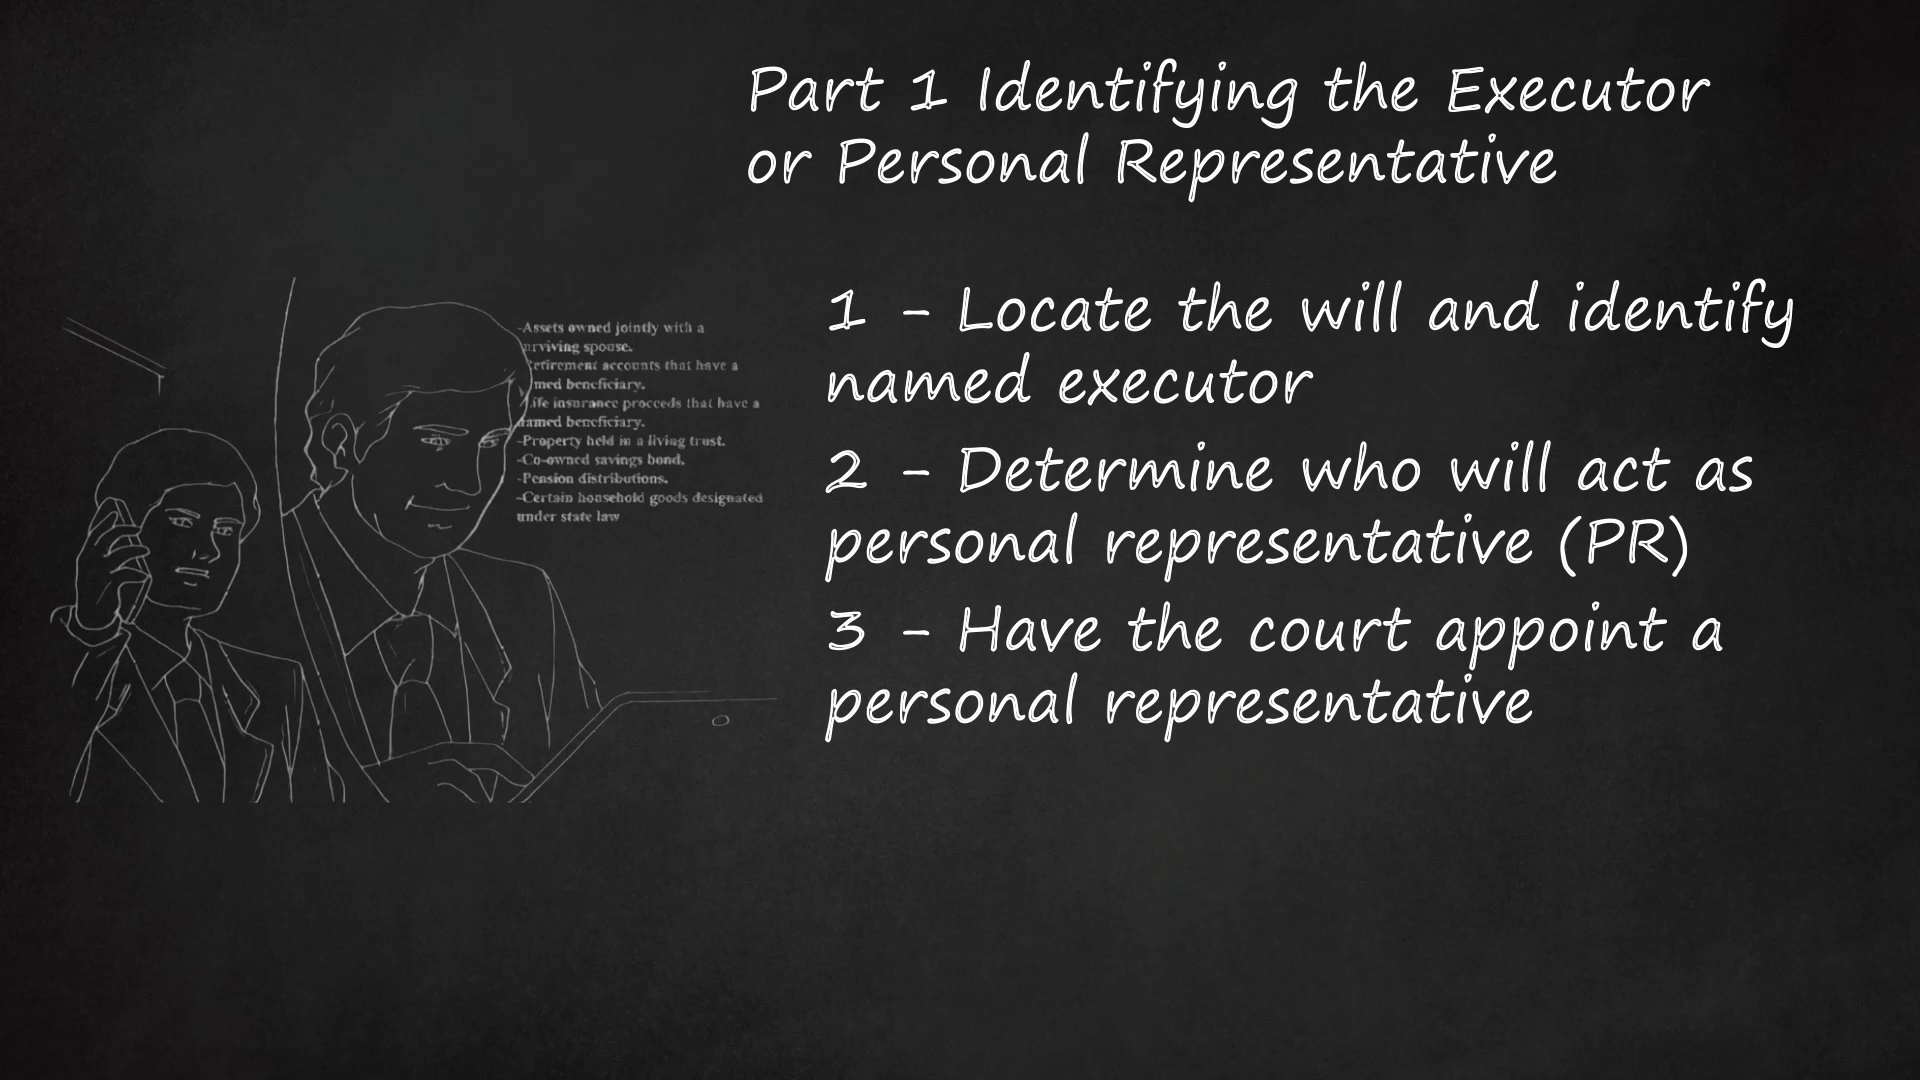 Part 1 Identifying the Executor
or Personal Representative
-Assets owned jointly with a
urviving spouse.
etirement accounts that have a
med beneficiary.
Life insurance proceeds that have a
named beneficiary.
-Property held in a living trust.
-Co-owned savings bond.
-Pension distributions.
-Certain household goods designated
under state law
1 - Locate the will and identify
named executor
2 - Determine who will act as
personal representative (PR)
3 - Have the court appoint a
personal representative